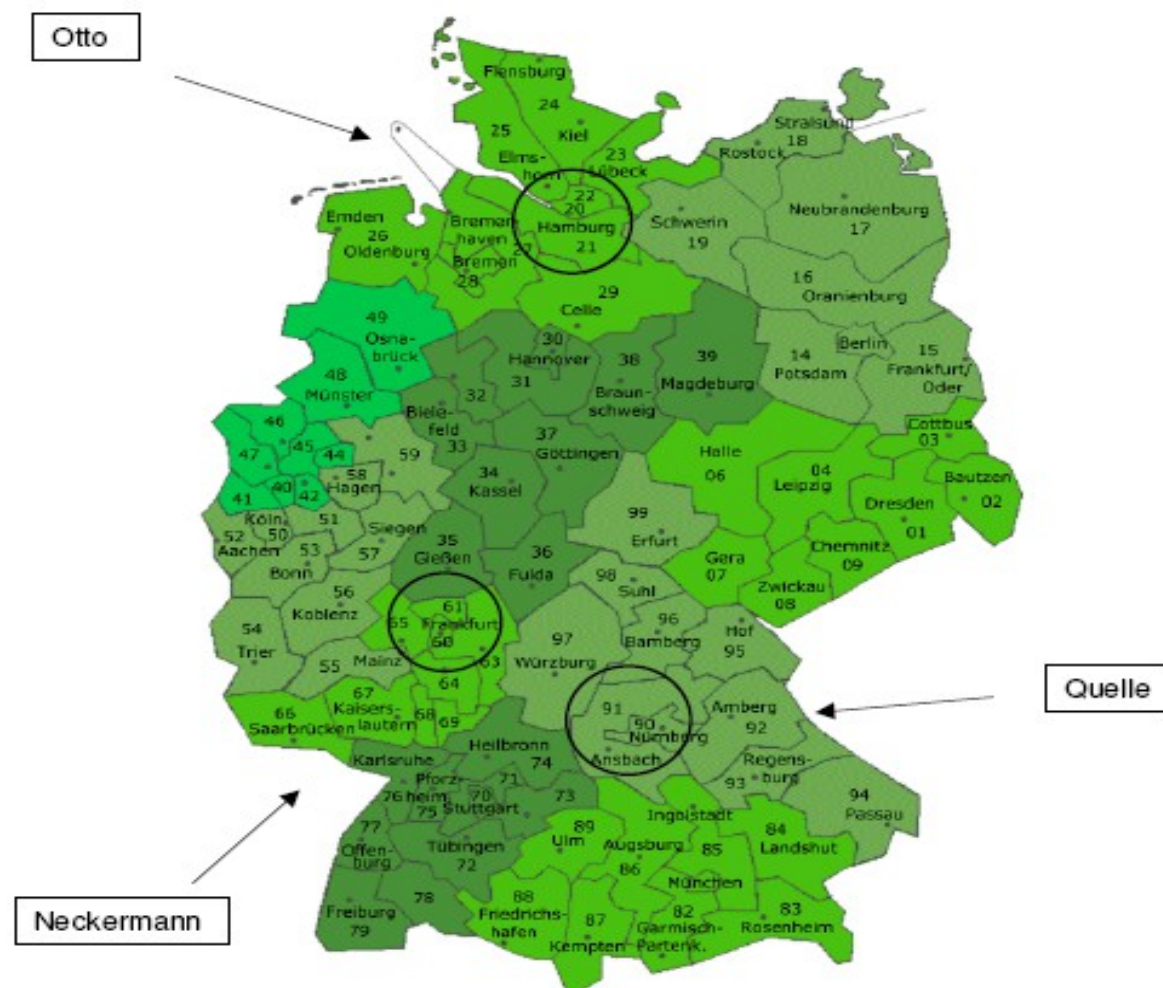 Otto
Flensburg
24
25
Kiel
Stralsund
18
Rostock
23
Lübeck
Elms-
horn
22
20
Hamburg
21
Schwerin
19
Neubrandenburg
17
Emden
26
Oldenburg
Bremer
haven
27
Bremen
28
16
Oranienburg
29
Celle
49
Osna-
brück
30
Hannover
31
38
Braun-
schweig
39
Magdeburg
Berlin
14
Potsdam
15
Frankfurt/
Oder
48
Münster
32
Biele-
feld
33
46
45
47
44
40
42
41
59
58
Hagen
37
Göttingen
34
Kassel
Halle
06
04
Leipzig
Cottbus
03
Bautzen
02
Dresden
01
Köln
50
51
52
Aachen
53
Bonn
Siegen
57
35
Gießen
36
Fulda
99
Erfurt
Gera
07
Chemnitz
09
Zwickau
08
56
Koblenz
61
65
Frankfurt
60
63
98
Suhl
96
Bamberg
Hof
95
54
Trier
55
Mainz
64
97
Würzburg
66
Saarbrücken
67
Kaisers-
lautern
68
69
91
90
Nürnberg
Ansbach
Amberg
92
Quelle
Regens-
burg
93
94
Passau
Karlsruhe
76
Heilbronn
74
Pforz-
heim
75
71
70
Stuttgart
73
77
Offen-
burg
Tübingen
72
Freiburg
79
78
89
Ulm
Ingolstadt
Augsburg
86
85
München
84
Landshut
88
Friedrichs-
hafen
87
Kempten
82
Garmisch-
Partenk.
83
Rosenheim
Neckermann